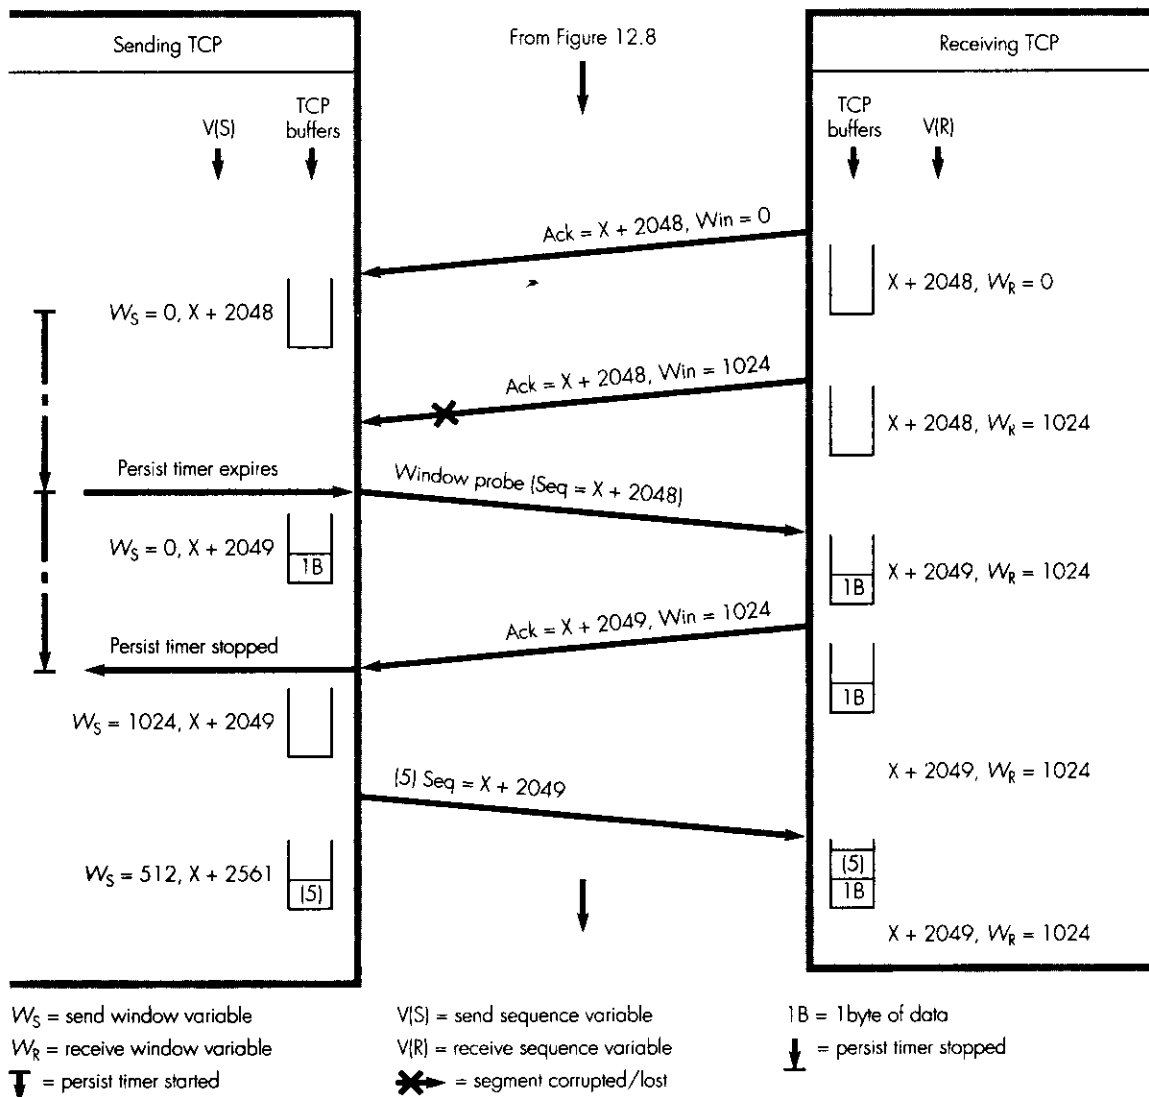 Sending TCP
From Figure 12.8
Receiving TCP
V(S)
TCP
buffers
TCP
buffers
V(R)
Ack = X + 2048, Win = 0
X + 2048, WR = 0
WS = 0, X + 2048
Ack = X + 2048, Win = 1024
X + 2048, WR = 1024
Persist timer expires
Window probe (Seq = X + 2048)
WS = 0, X + 2049
1B
1B
X + 2049, WR = 1024
Ack = X + 2049, Win = 1024
Persist timer stopped
1B
WS = 1024, X + 2049
X + 2049, WR = 1024
(5) Seq = X + 2049
WS = 512, X + 2561
(5)
(5)
1B
X + 2049, WR = 1024
WS = send window variable
WR = receive window variable
= persist timer started
V(S) = send sequence variable
V(R) = receive sequence variable
= segment corrupted/lost
1B = 1byte of data
= persist timer stopped